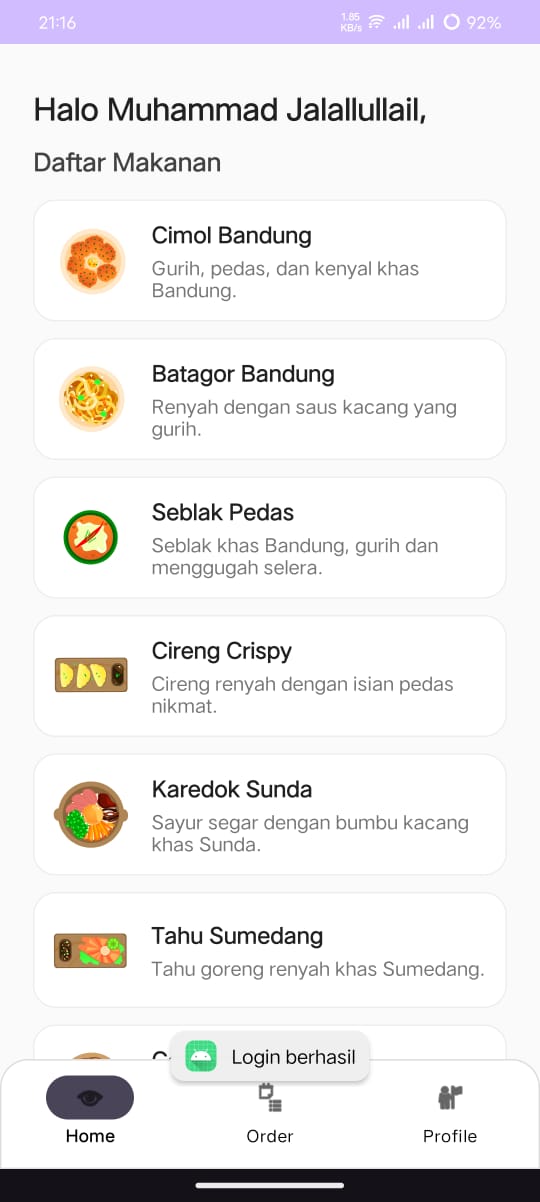 21:16
1.85
KB/s
92%
Halo Muhammad Jalallullail,
Daftar Makanan
Cimol Bandung
Gurih, pedas, dan kenyal khas
Bandung.
Batagor Bandung
Renyah dengan saus kacang yang
gurih.
Seblak Pedas
Seblak khas Bandung, gurih dan
menggugah selera.
Cireng Crispy
Cireng renyah dengan isian pedas
nikmat.
Karedok Sunda
Sayur segar dengan bumbu kacang
khas Sunda.
Tahu Sumedang
Tahu goreng renyah khas Sumedang.
Login berhasil
Home
Order
Profile